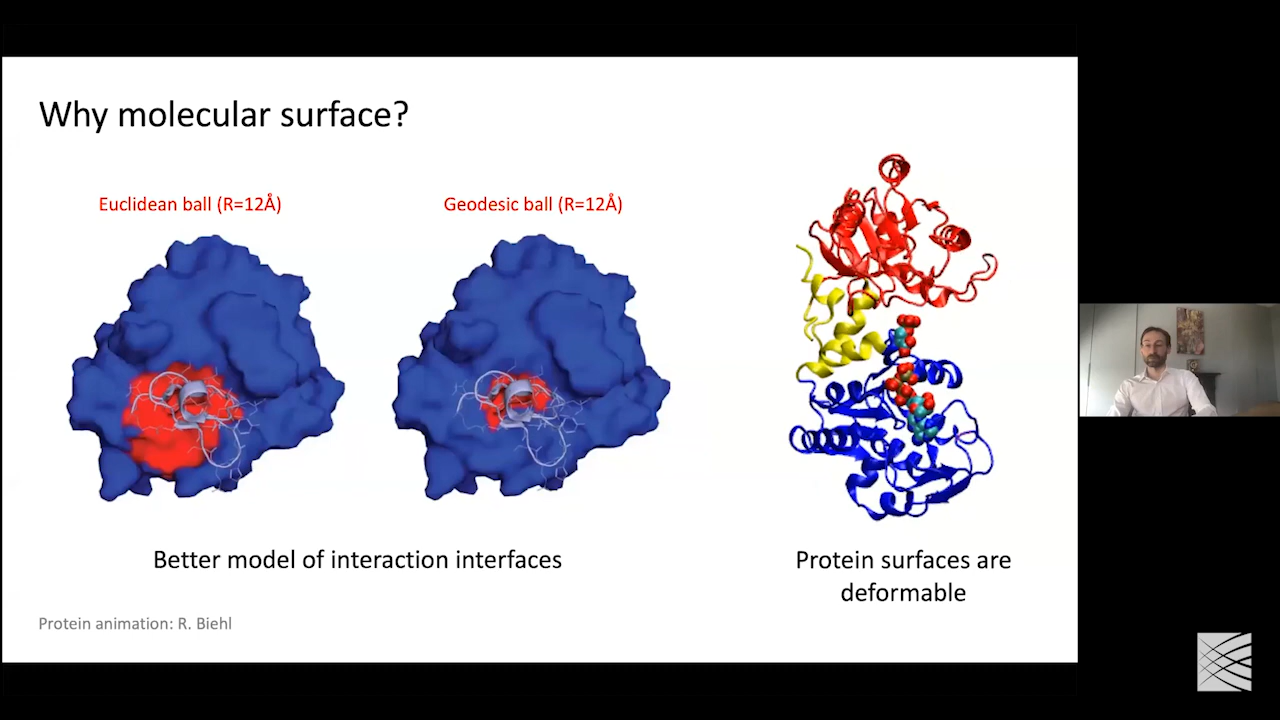 Why molecular surface?
Euclidean ball (R=12Å)
Geodesic ball (R=12Å)
Better model of interaction interfaces
Protein surfaces are
deformable
Protein animation: R. Biehl